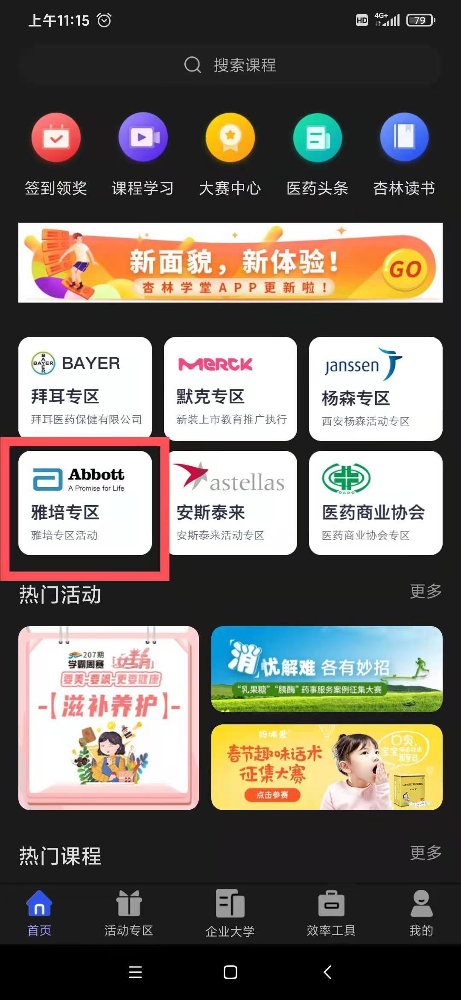 上午11:15
HD 4G+ 79
搜索课程
签到领奖 课程学习 大赛中心 医药头条 杏林读书
新面貌，新体验！
GO
杏林学堂APP更新啦！
BAYER BAYER BAYER
拜耳专区
拜耳医药保健有限公司
MERCK
默克专区
新装上市教育推广执行
janssen
杨森专区
西安杨森活动专区
Abbott
A Promise for Life
雅培专区
雅培专区活动
astellas
安斯泰来
安斯泰来活动专区
CAPC
医药商业协会
医药商业协会专区
热门活动 更多
207期
学霸周赛
要美-要飒-更要健康
-【滋补养护】-
消忧解难 各有妙招
“乳果糖”“胰酶”药事服务案例征集大赛
妈咪爱
春节趣味话术
征集大赛
点击参赛
口臭,
宝宝肠道健康
报警器
热门课程 更多
首页 活动专区 企业大学 效率工具 我的